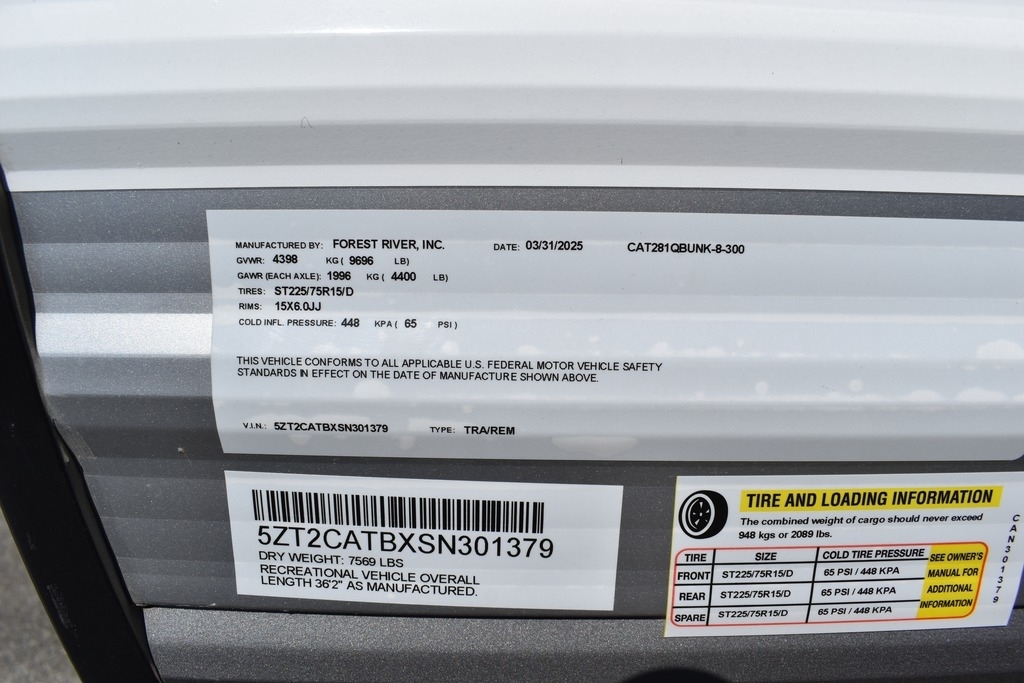 MANUFACTURED BY: FOREST RIVER, INC. DATE: 03/31/2025 CAT281QBUNK-8-300
GVWR: 4398 KG ( 9696 LB)
GAWR (EACH AXLE): 1996 KG ( 4400 LB)
TIRES: ST225/75R15/D
RIMS: 15X6.0JJ
COLD INFL. PRESSURE: 448 KPA ( 65 PSI )
THIS VEHICLE CONFORMS TO ALL APPLICABLE U.S. FEDERAL MOTOR VEHICLE SAFETY
STANDARDS IN EFFECT ON THE DATE OF MANUFACTURE SHOWN ABOVE.
V.I.N.: 5ZT2CATBXSN301379 TYPE: TRA/REM
5ZT2CATBXSN301379
DRY WEIGHT: 7569 LBS
RECREATIONAL VEHICLE OVERALL
LENGTH 36'2" AS MANUFACTURED.
TIRE AND LOADING INFORMATION
The combined weight of cargo should never exceed
948 kgs or 2089 lbs.
TIRE SIZE COLD TIRE PRESSURE
FRONT ST225/75R15/D 65 PSI / 448 KPA
REAR ST225/75R15/D 65 PSI / 448 KPA
SPARE ST225/75R15/D 65 PSI / 448 KPA
SEE OWNER'S
MANUAL FOR
ADDITIONAL
INFORMATION
CAN301379